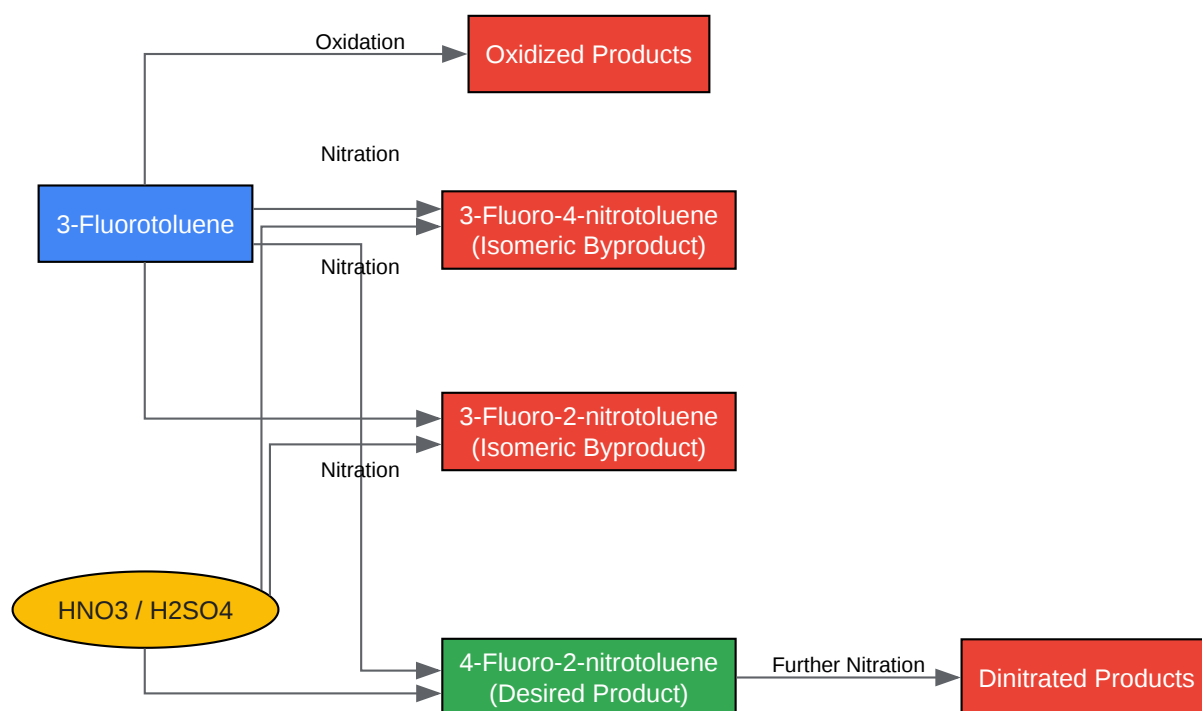 Oxidation
Oxidized Products
Nitration
3-Fluorotoluene
3-Fluoro-4-nitrotoluene
(Isomeric Byproduct)
Nitration
3-Fluoro-2-nitrotoluene
(Isomeric Byproduct)
Nitration
HNO3 / H2SO4
4-Fluoro-2-nitrotoluene
(Desired Product)
Further Nitration
Dinitrated Products